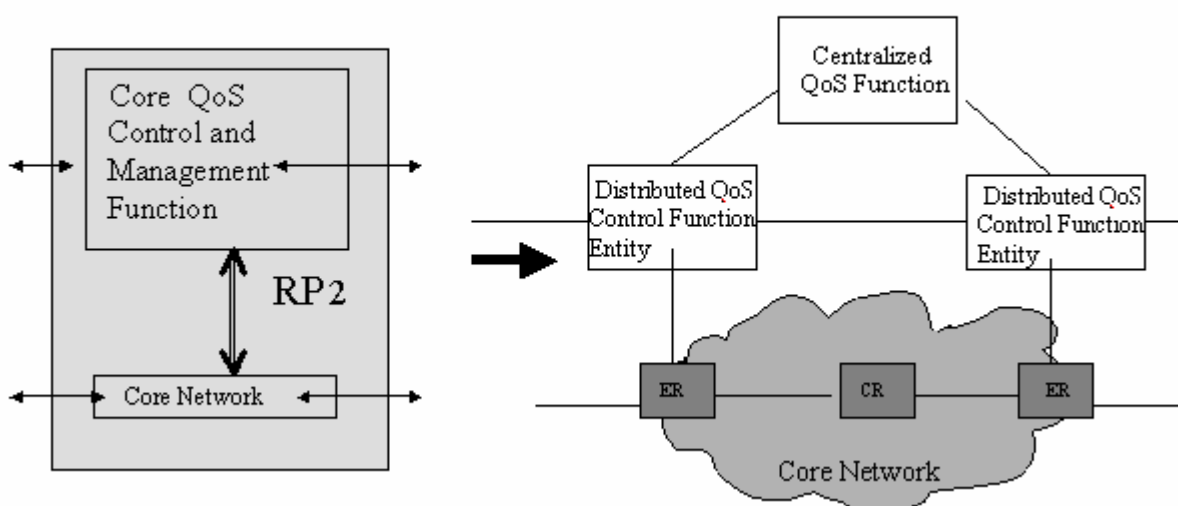 Core QoS
Control and
Management
Function
RP2
Core Network
Centralized
QoS Function
Distributed QoS
Control Function
Entity
Distributed QoS
Control Function
Entity
ER
CR
ER
Core Network